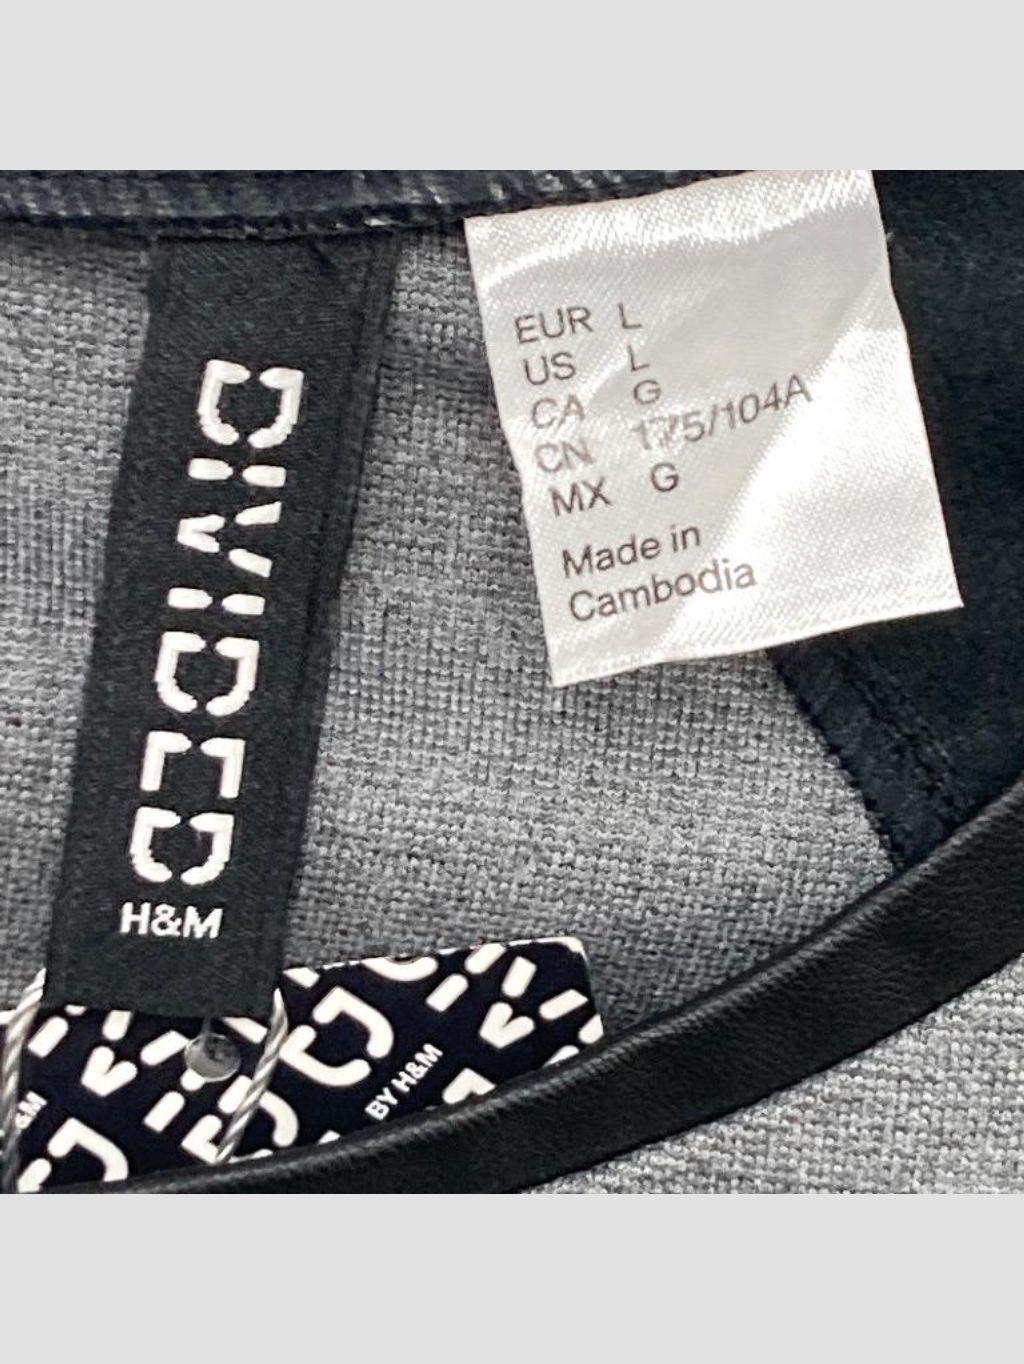 DIVIDED
H&M
EUR L
US L
CA G
CN 175/104A
MX G
Made in
Cambodia
BY H&M
&M